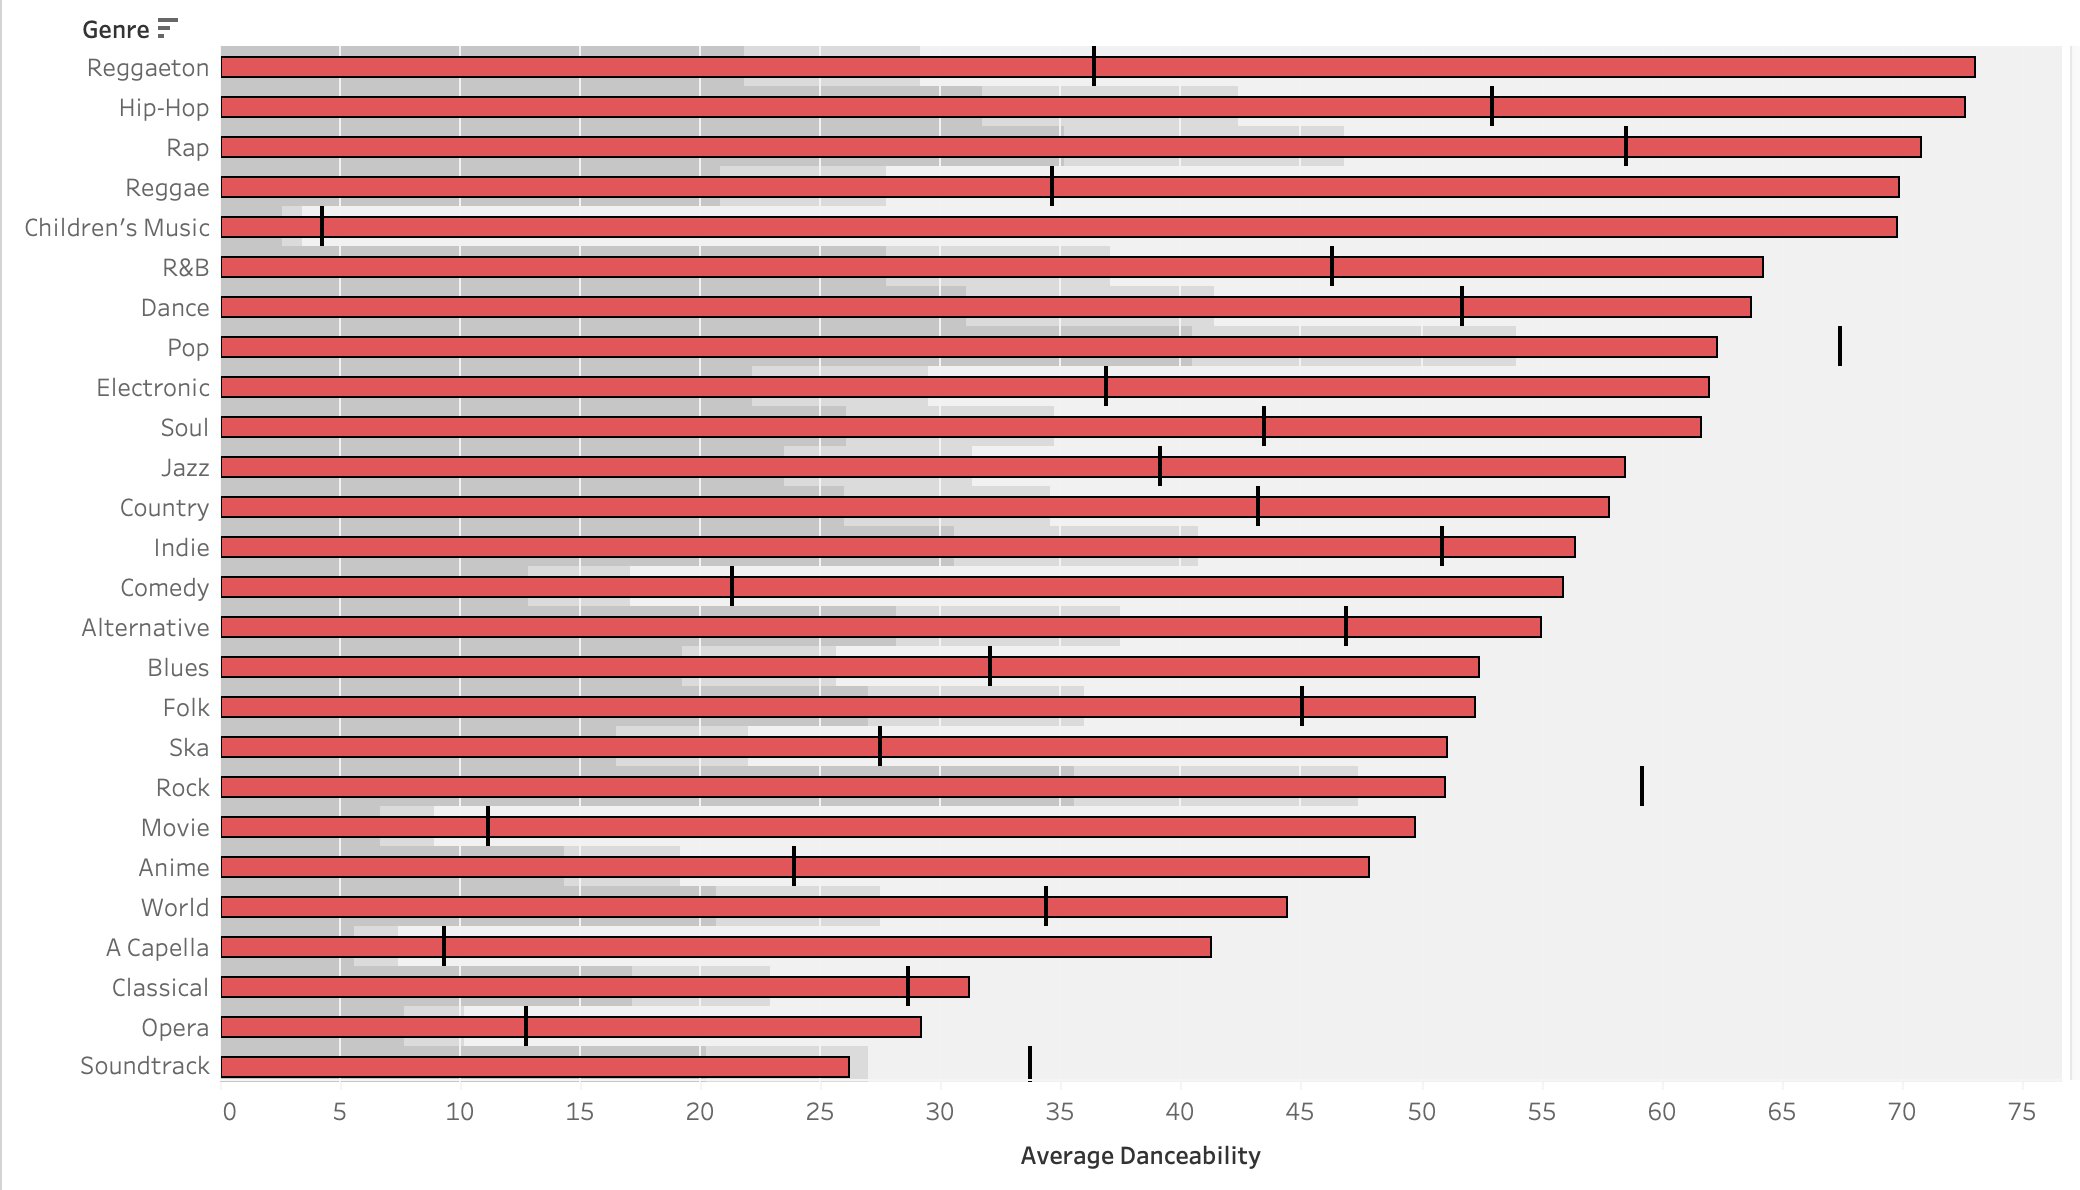 Genre
Reggaeton
Hip-Hop
Rap
Reggae
Children’s Music
R&B
Dance
Pop
Electronic
Soul
Jazz
Country
Indie
Comedy
Alternative
Blues
Folk
Ska
Rock
Movie
Anime
World
A Capella
Classical
Opera
Soundtrack
0 5 10 15 20 25 30 35 40 45 50 55 60 65 70 75
Average Danceability